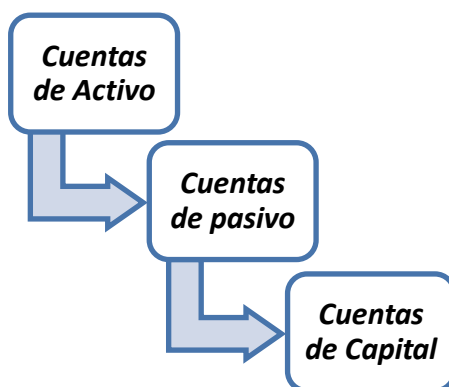 Cuentas
de Activo
Cuentas
de pasivo
Cuentas
de Capital